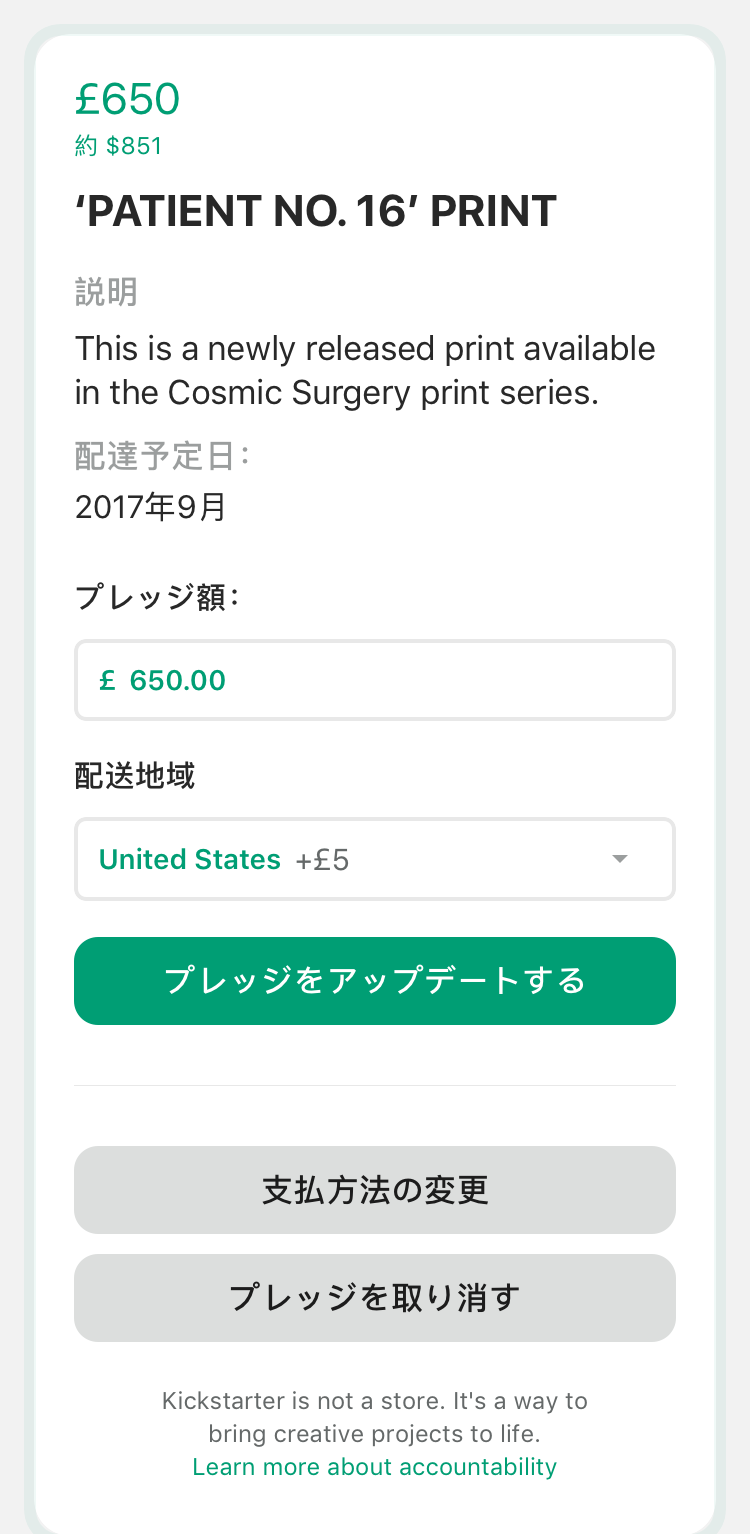 £650
約 $851
‘PATIENT NO. 16’ PRINT
説明
This is a newly released print available
in the Cosmic Surgery print series.
配達予定日：
2017年9月
プレッジ額：
£ 650.00
配送地域
United States +£5
プレッジをアップデートする
支払方法の変更
プレッジを取り消す
Kickstarter is not a store. It's a way to
bring creative projects to life.
Learn more about accountability